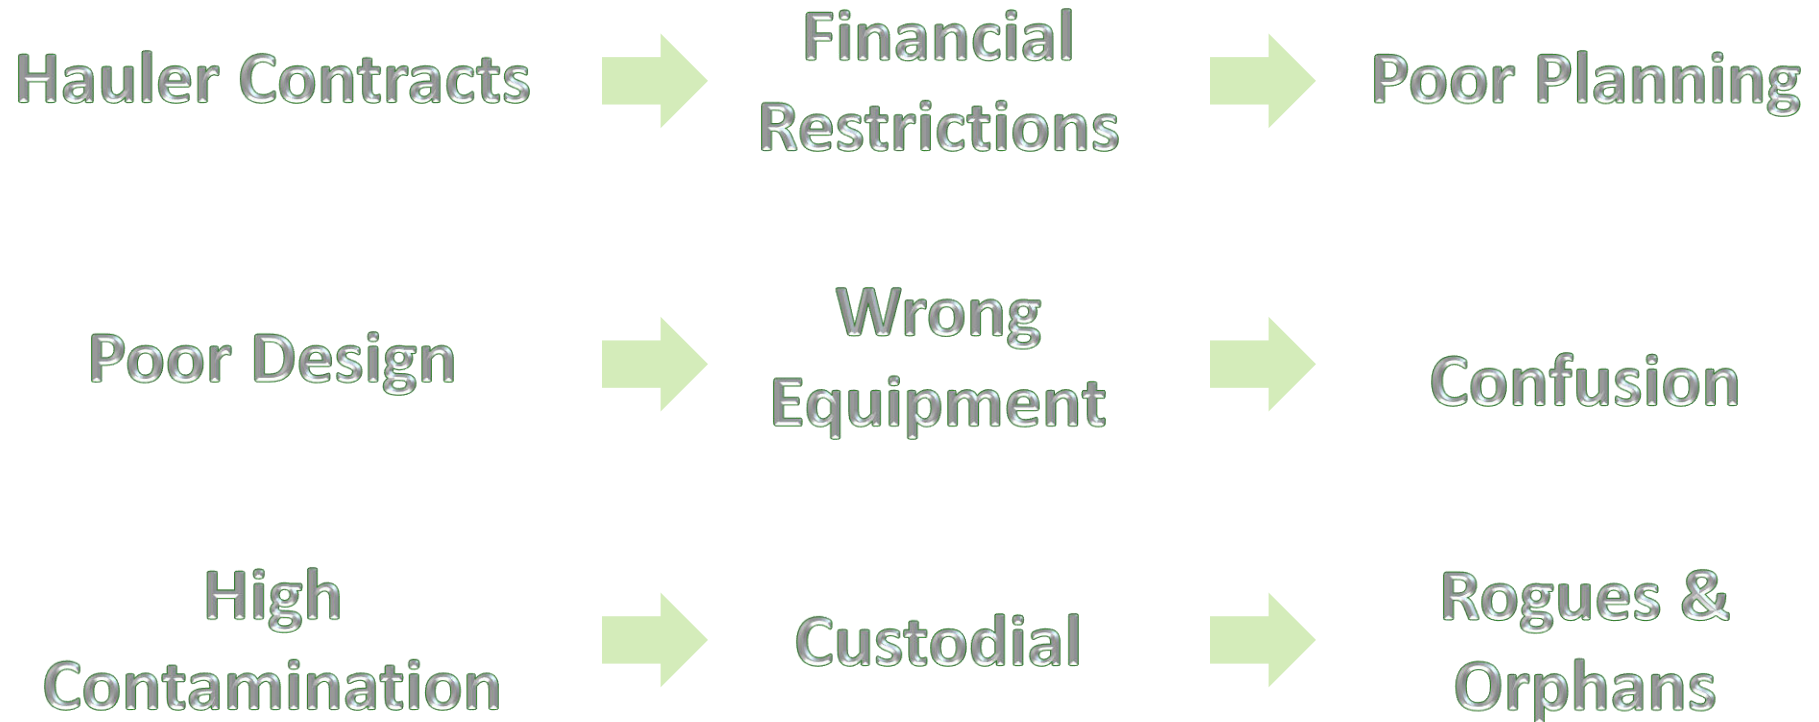 Hauler Contracts
Financial
Restrictions
Poor Planning
Poor Design
Wrong
Equipment
Confusion
High
Contamination
Custodial
Rogues &
Orphans